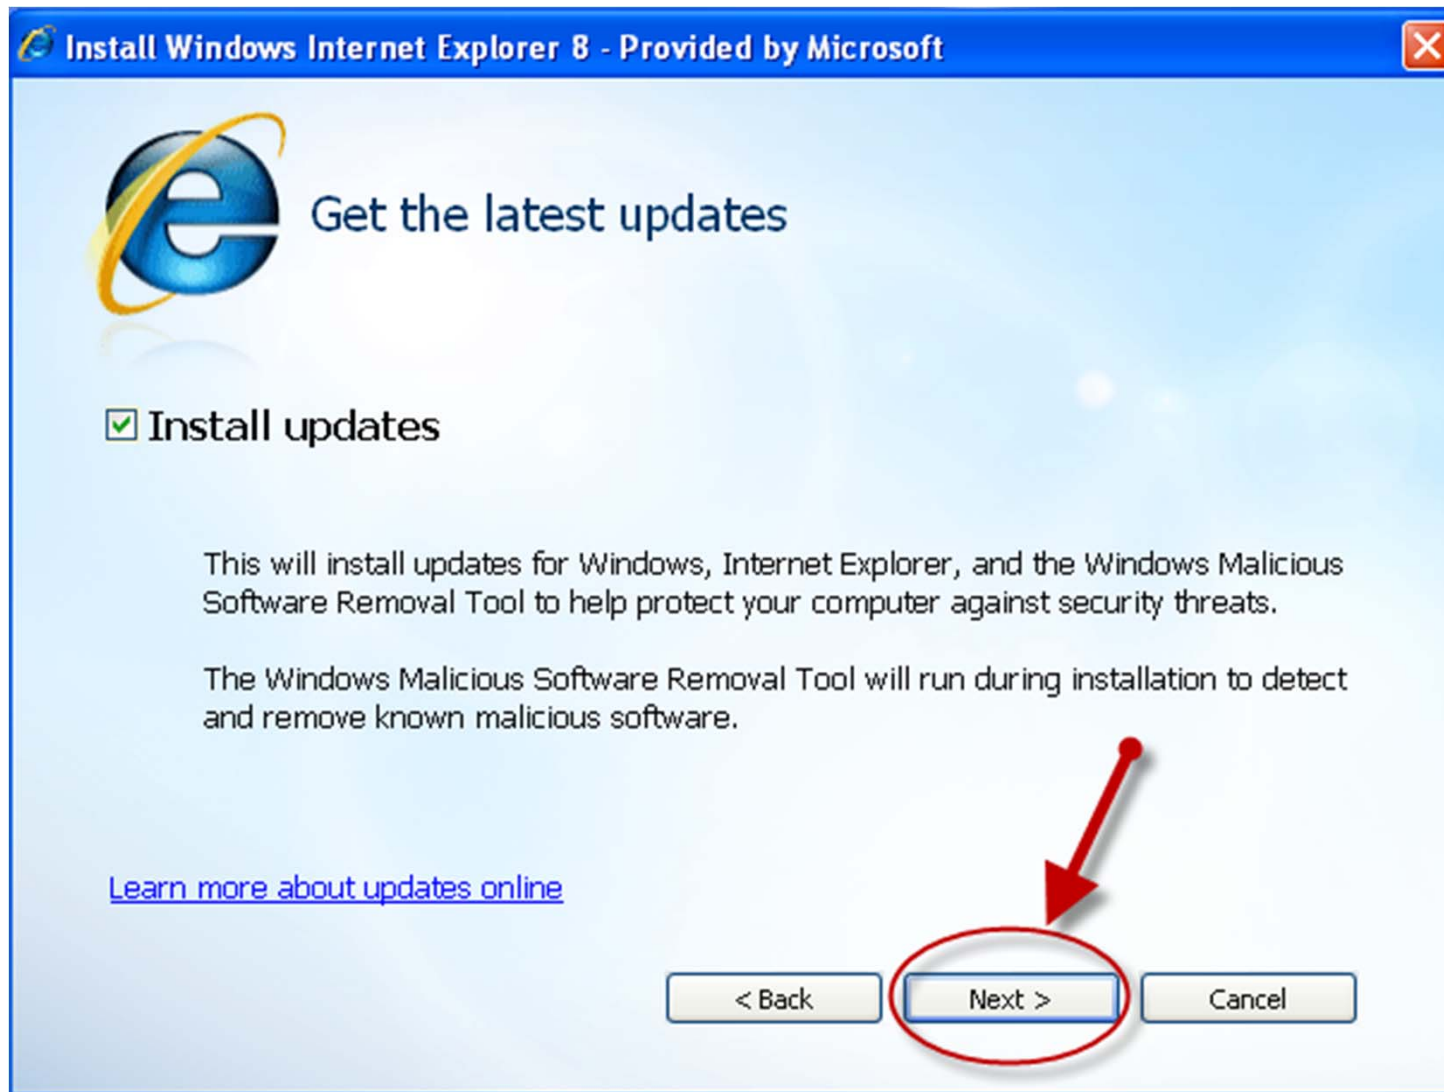 Install Windows Internet Explorer 8 - Provided by Microsoft
Get the latest updates
Install updates
This will install updates for Windows, Internet Explorer, and the Windows Malicious
Software Removal Tool to help protect your computer against security threats.
The Windows Malicious Software Removal Tool will run during installation to detect
and remove known malicious software.
Learn more about updates online
< Back
Next >
Cancel